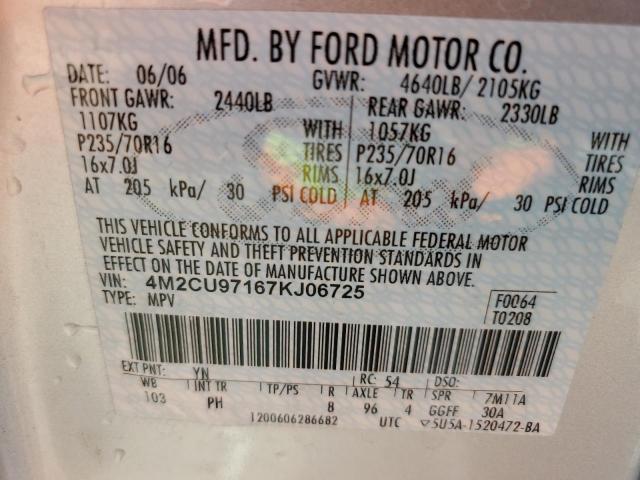 MFD. BY FORD MOTOR CO.
DATE: 06/06 GVWR: 4640LB/ 2105KG
FRONT GAWR: 2440LB REAR GAWR: 2330LB
1107KG WITH 1057KG WITH
P235/70R16 TIRES P235/70R16 TIRES
16x7.0J RIMS 16x7.0J RIMS
AT 205 kPa/ 30 PSI COLD AT 205 kPa/ 30 PSI COLD
THIS VEHICLE CONFORMS TO ALL APPLICABLE FEDERAL MOTOR
VEHICLE SAFETY AND THEFT PREVENTION STANDARDS IN
EFFECT ON THE DATE OF MANUFACTURE SHOWN ABOVE.
VIN: 4M2CU97167KJ06725 F0064
TYPE: MPV T0208
EXT PNT: YN RC: 54 DSO:
WB INT TR TP/PS R AXLE TR SPR 7M11A
103 PH 8 96 4 GGFF 30A
1200606286682 UTC 5U5A-1520472-BA